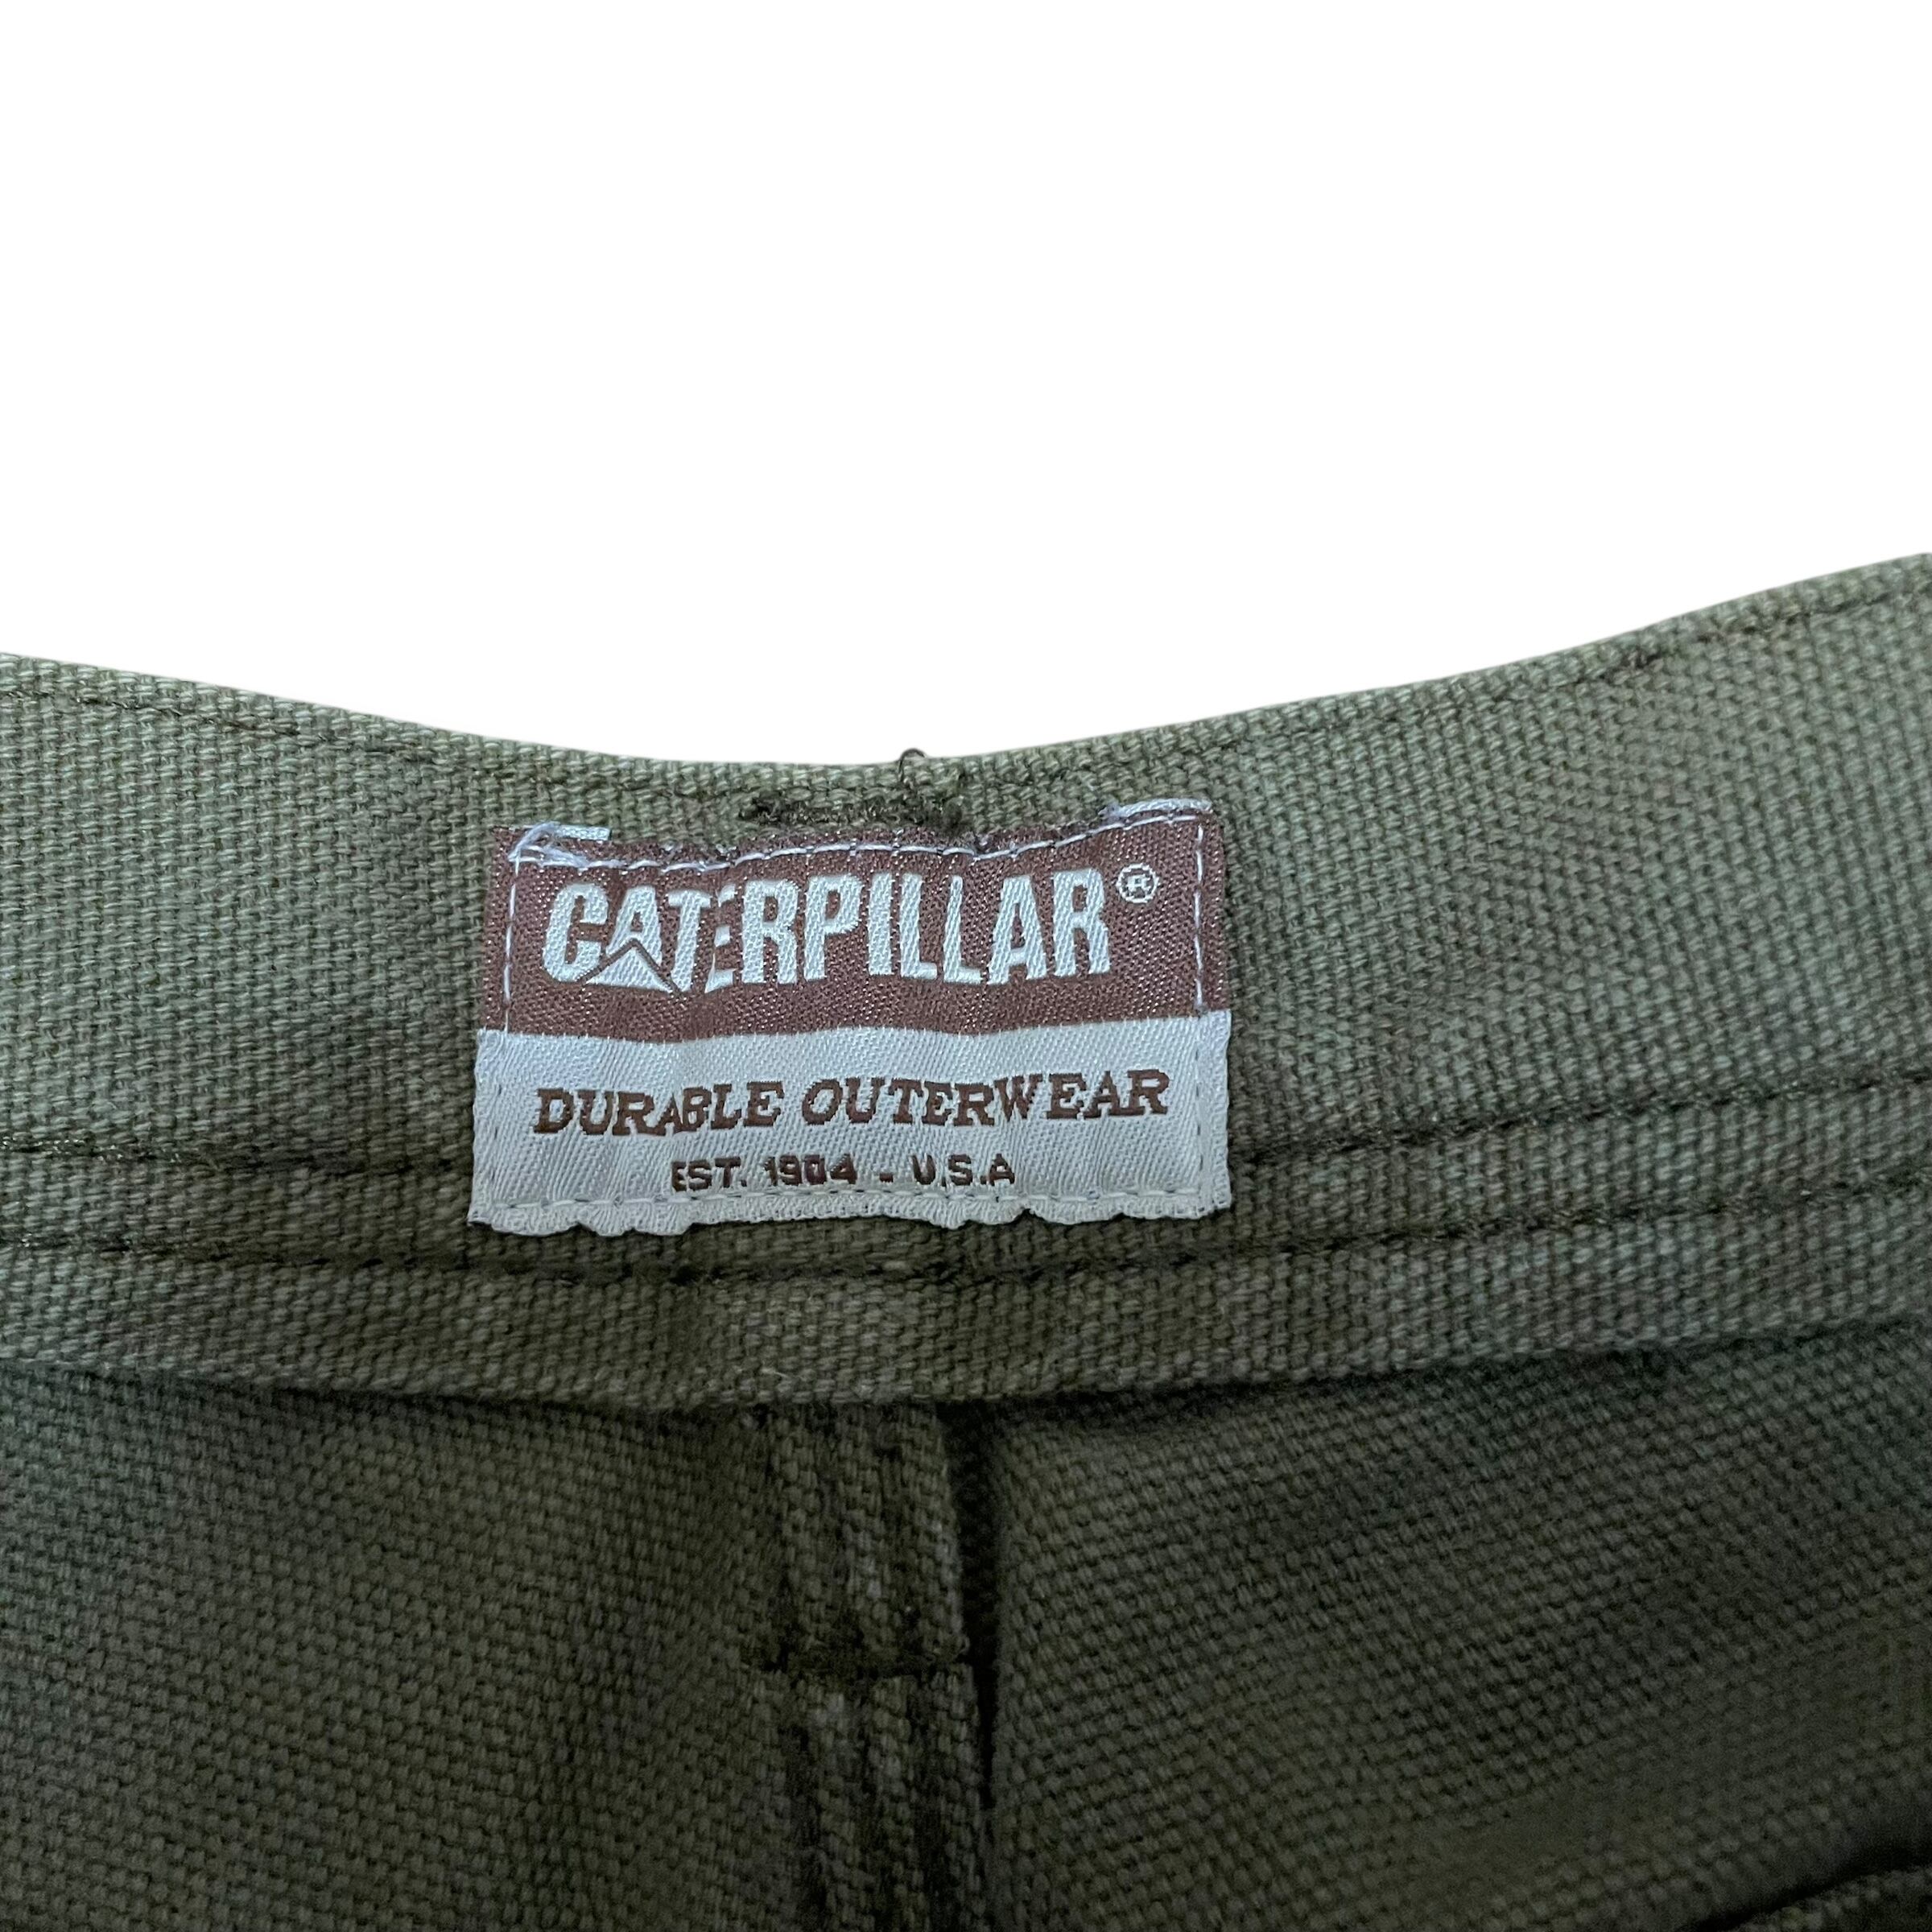 CATERPILLAR®
DURABLE OUTERWEAR
EST. 1904 - U.S.A